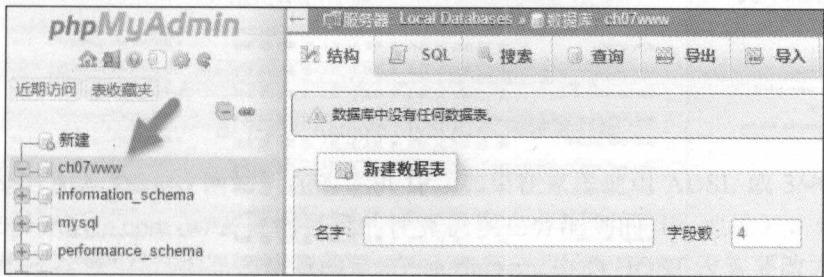 phpMyAdmin
近期访问 表收藏夹
新建
ch07www
information_schema
mysql
performance_schema
服务器 Local Databases » 数据库 ch07www
结构 SQL 搜索 查询 导出 导入
数据库中没有任何数据表。
新建数据表
名字 字段数 4